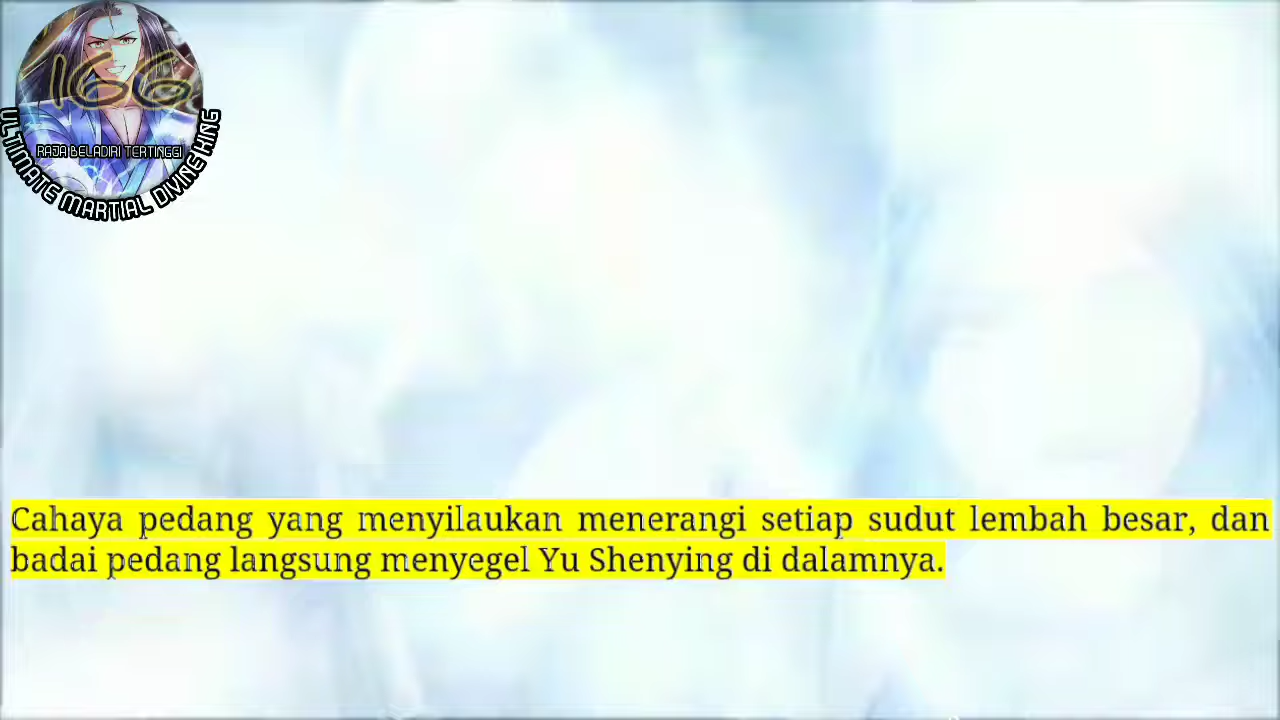 166
RAJA BELADIRI TERTINGGI
ULTIMATE MARTIAL DIVINE KING
Cahaya pedang yang menyilaukan menerangi setiap sudut lembah besar, dan
badai pedang langsung menyegel Yu Shenying di dalamnya.